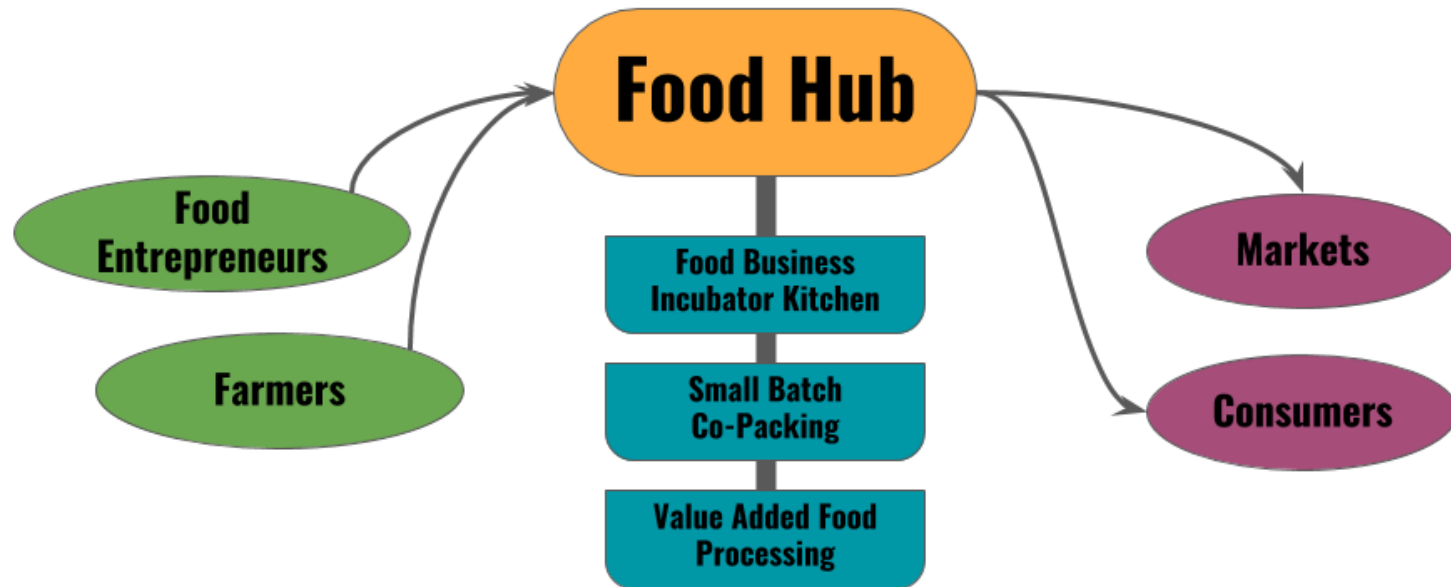 Food Hub
Food
Entrepreneurs
Farmers
Food Business
Incubator Kitchen
Small Batch
Co-Packing
Value Added Food
Processing
Markets
Consumers